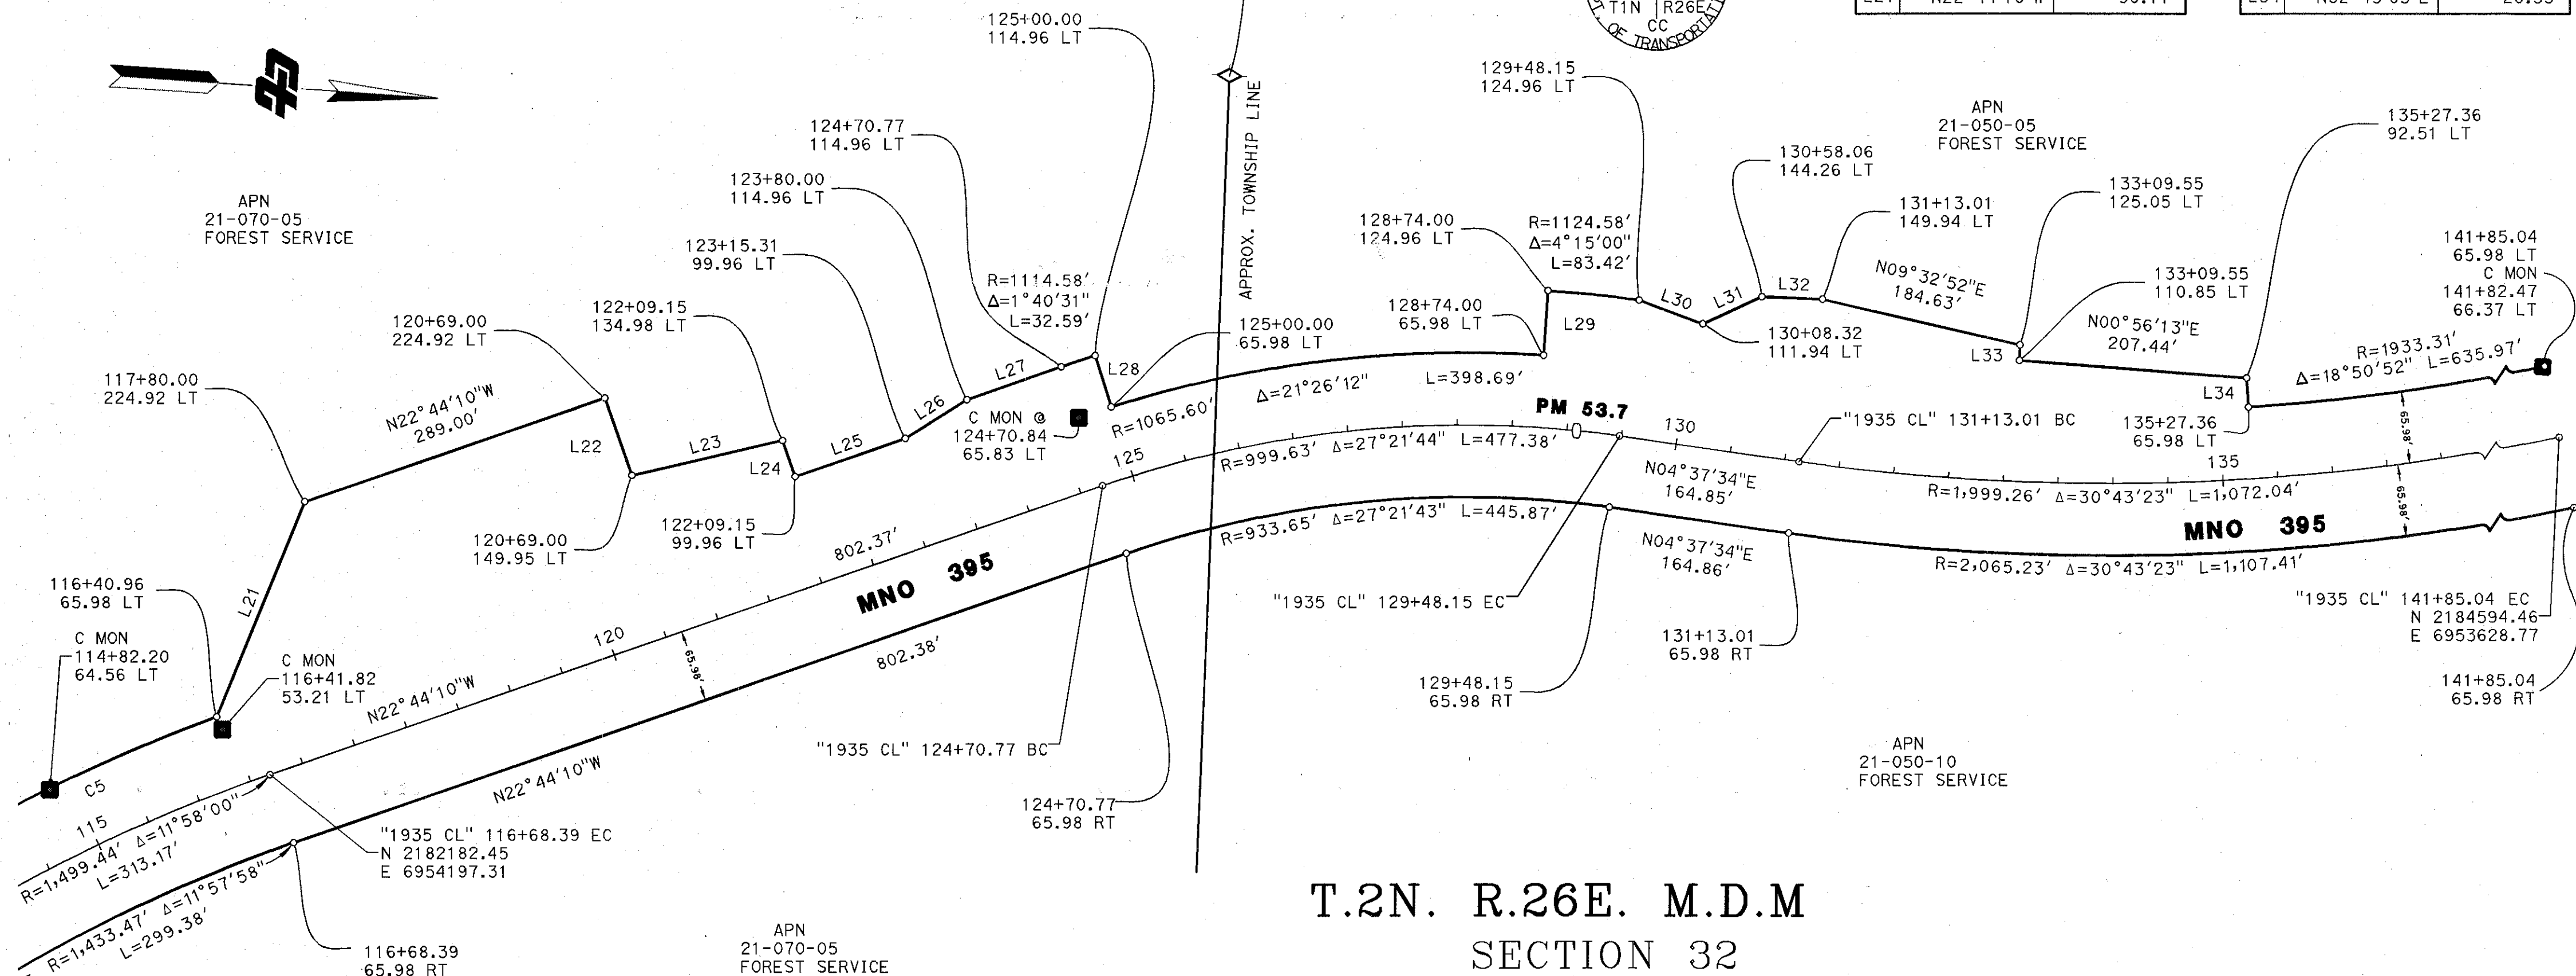 T1N R26E
CC
T. OF TRANSPORTATI
125+00.00
114.96 LT
APPROX. TOWNSHIP LINE
129+48.15
124.96 LT
APN
21-050-05
FOREST SERVICE
135+27.36
92.51 LT
124+70.77
114.96 LT
123+80.00
114.96 LT
130+58.06
144.26 LT
APN
21-070-05
FOREST SERVICE
123+15.31
99.96 LT
R=1114.58'
Δ=1°40'31"
L=32.59'
128+74.00
124.96 LT
R=1124.58'
Δ=4°15'00"
L=83.42'
131+13.01
149.94 LT
133+09.55
125.05 LT
141+85.04
65.98 LT
C MON
141+82.47
66.37 LT
122+09.15
134.98 LT
120+69.00
224.92 LT
125+00.00
65.98 LT
128+74.00
65.98 LT
L30
L31
L32
N09°32'52"E
184.63'
133+09.55
110.85 LT
117+80.00
224.92 LT
N22°44'10"W
289.00'
L22
L23
L24
L25
L26
L27
L28
L29
130+08.32
111.94 LT
L33
N00°56'13"E
207.44'
R=1933.31'
Δ=18°50'52" L=635.97'
L34
C MON @
124+70.84
65.83 LT
R=1065.60'
Δ=21°26'12"
L=398.69'
PM 53.7
130
"1935 CL" 131+13.01 BC
135+27.36
65.98 LT
65.98'
120+69.00
149.95 LT
122+09.15
99.96 LT
125
R=999.63' Δ=27°21'44" L=477.38'
N04°37'34"E
164.85'
135
R=1,999.26' Δ=30°43'23" L=1,072.04'
65.98'
L21
116+40.96
65.98 LT
C MON
114+82.20
64.56 LT
C MON
116+41.82
53.21 LT
N22°44'10"W
120
802.37'
MNO 395
65.98'
802.38'
R=933.65' Δ=27°21'43" L=445.87'
N04°37'34"E
164.86'
MNO 395
R=2,065.23' Δ=30°43'23" L=1,107.41'
"1935 CL" 129+48.15 EC
131+13.01
65.98 RT
"1935 CL" 141+85.04 EC
N 2184594.46
E 6953628.77
129+48.15
65.98 RT
141+85.04
65.98 RT
"1935 CL" 124+70.77 BC
N22°44'10"W
APN
21-050-10
FOREST SERVICE
124+70.77
65.98 RT
C5
115
R=1,499.44' Δ=11°58'00"
L=313.17'
"1935 CL" 116+68.39 EC
N 2182182.45
E 6954197.31
R=1,433.47' Δ=11°57'58"
L=299.38'
116+68.39
65.98 RT
APN
21-070-05
FOREST SERVICE
T.2N. R.26E. M.D.M
SECTION 32